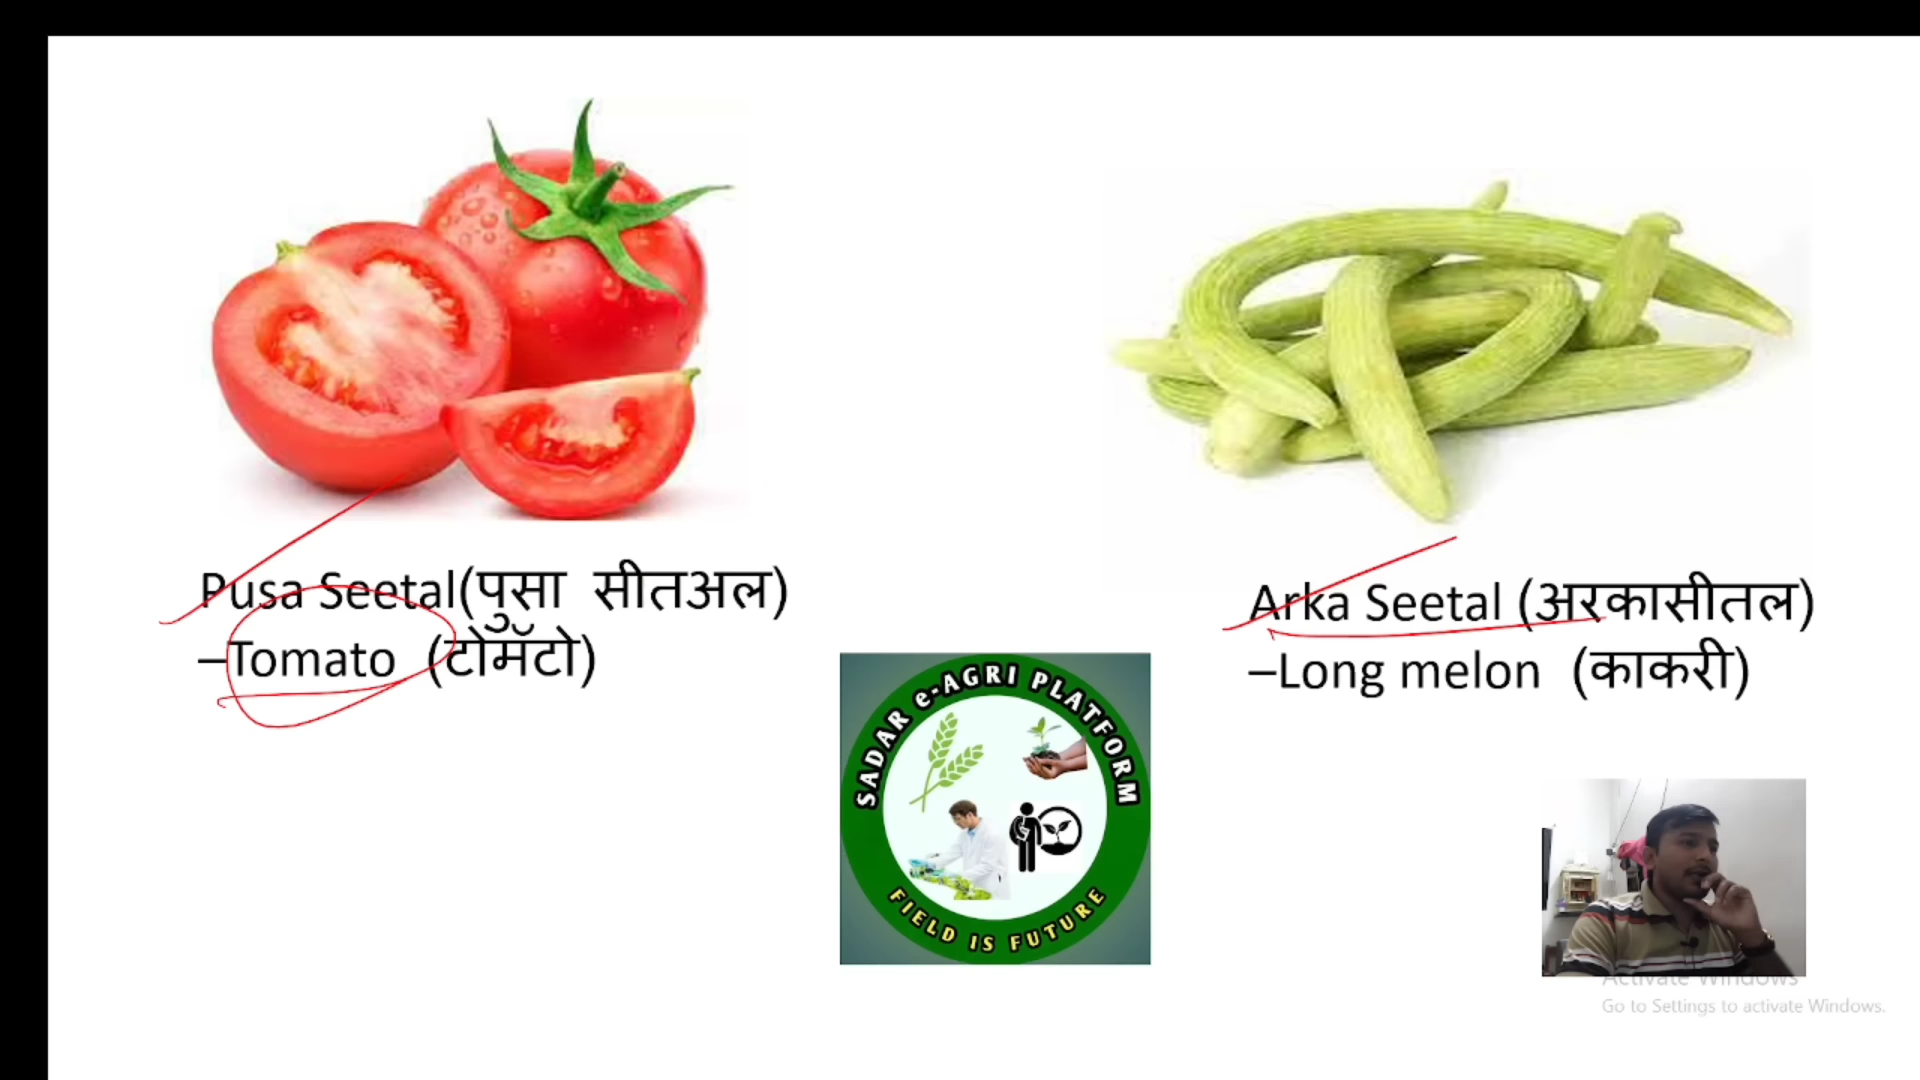 Pusa Seetal(पुसा सीतअल)
–Tomato (टोमॅटो)
Arka Seetal (अरकासीतल)
–Long melon (काकरी)
SADAR e-AGRI PLATFORM
FIELD IS FUTURE
Activate Windows
Go to Settings to activate Windows.